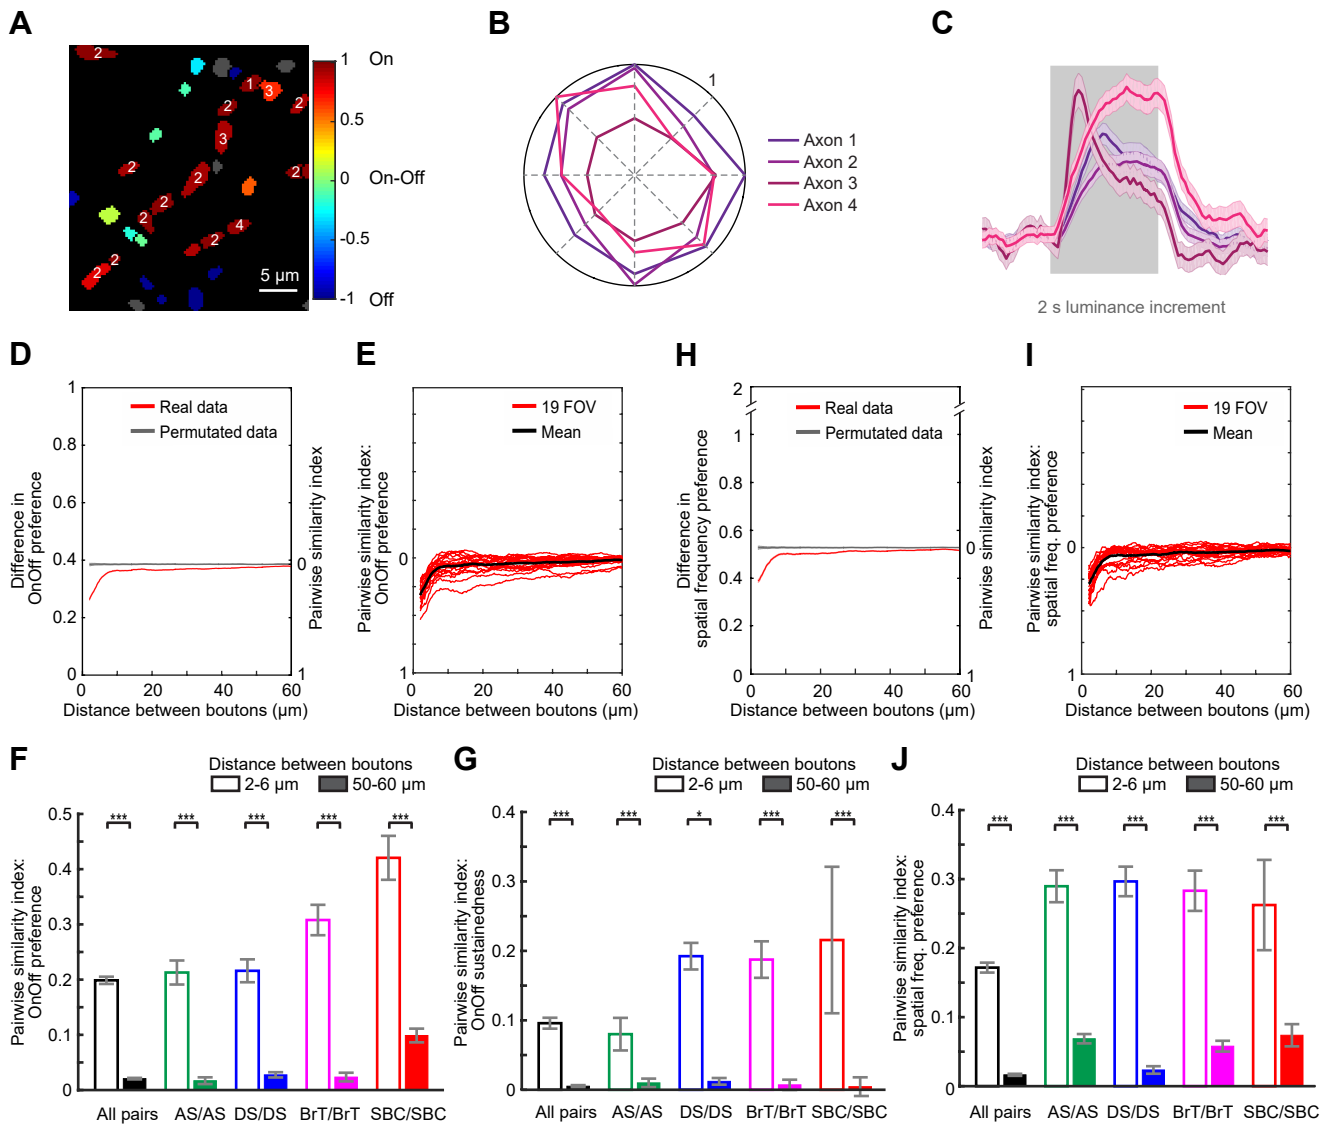 A
2
1
3
2
2
3
2
2
2
2
2
2
4
2
2
2
5 µm
1
0.5
0
-0.5
-1
On
On-Off
Off
B
1
Axon 1
Axon 2
Axon 3
Axon 4
C
2 s luminance increment
D
Difference in
OnOff preference
1
0.8
0.6
0.4
0.2
0
Real data
Permutated data
0
1
Pairwise similarity index
0
20
40
60
Distance between boutons (µm)
E
Pairwise similarity index:
OnOff preference
0
1
19 FOV
Mean
0
20
40
60
Distance between boutons (µm)
H
Difference in
spatial frequency preference
2
1
0.8
0.6
0.4
0.2
0
Real data
Permutated data
0
1
Pairwise similarity index
0
20
40
60
Distance between boutons (µm)
I
Pairwise similarity index:
spatial freq. preference
0
1
19 FOV
Mean
0
20
40
60
Distance between boutons (µm)
F
Distance between boutons
2-6 µm
50-60 µm
Pairwise similarity index:
OnOff preference
0.5
0.4
0.3
0.2
0.1
0
*** *** *** *** ***
All pairs AS/AS DS/DS BrT/BrT SBC/SBC
G
Distance between boutons
2-6 µm
50-60 µm
Pairwise similarity index:
OnOff sustainedness
0.4
0.3
0.2
0.1
0
*** *** * *** ***
All pairs AS/AS DS/DS BrT/BrT SBC/SBC
J
Distance between boutons
2-6 µm
50-60 µm
Pairwise similarity index:
spatial freq. preference
0.4
0.3
0.2
0.1
0
*** *** *** *** ***
All pairs AS/AS DS/DS BrT/BrT SBC/SBC